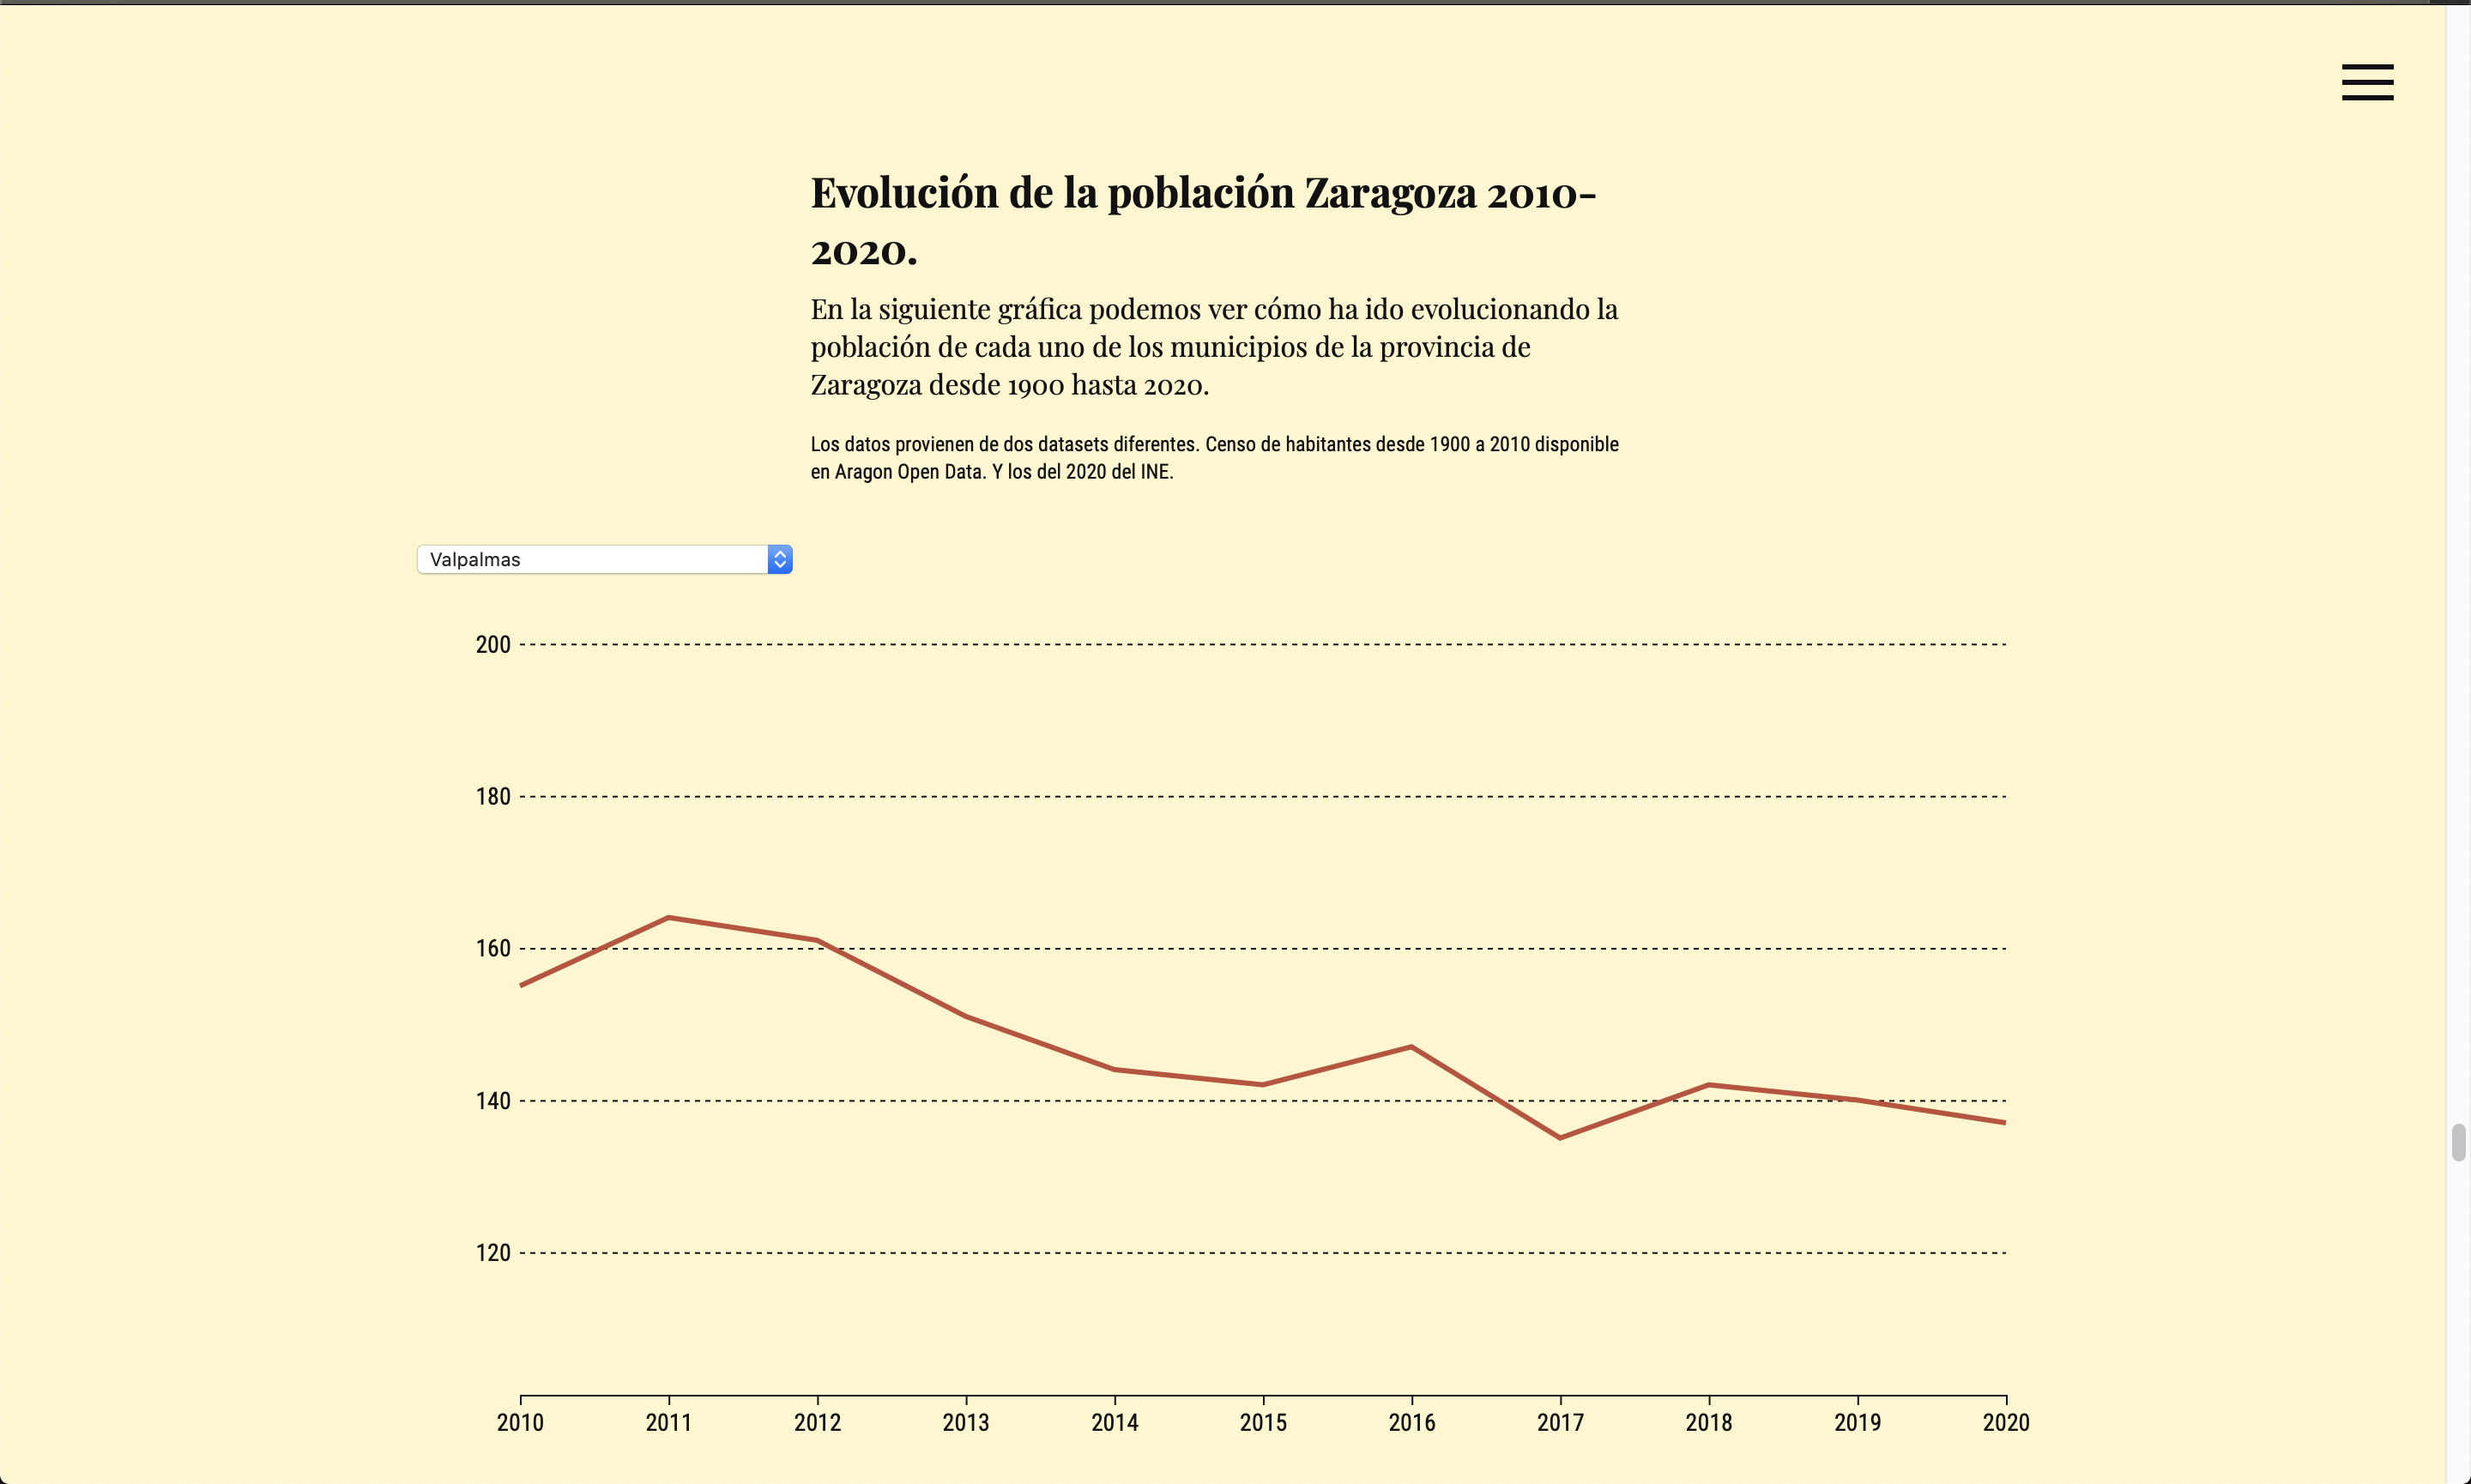 Evolución de la población Zaragoza 2010-
2020.
En la siguiente gráfica podemos ver cómo ha ido evolucionando la
población de cada uno de los municipios de la provincia de
Zaragoza desde 1900 hasta 2020.
Los datos provienen de dos datasets diferentes. Censo de habitantes desde 1900 a 2010 disponible
en Aragon Open Data. Y los del 2020 del INE.
Valpalmas
200
180
160
140
120
2010 2011 2012 2013 2014 2015 2016 2017 2018 2019 2020